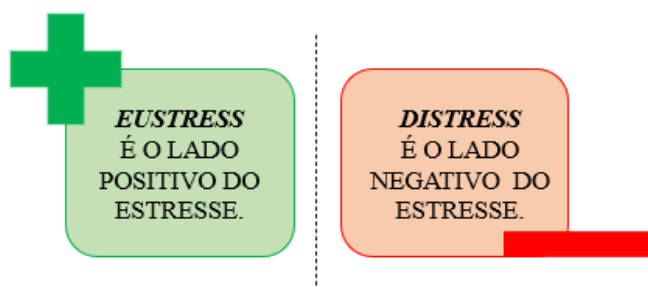 EUSTRESS
É O LADO
POSITIVO DO
ESTRESSE.
DISTRESS
É O LADO
NEGATIVO DO
ESTRESSE.